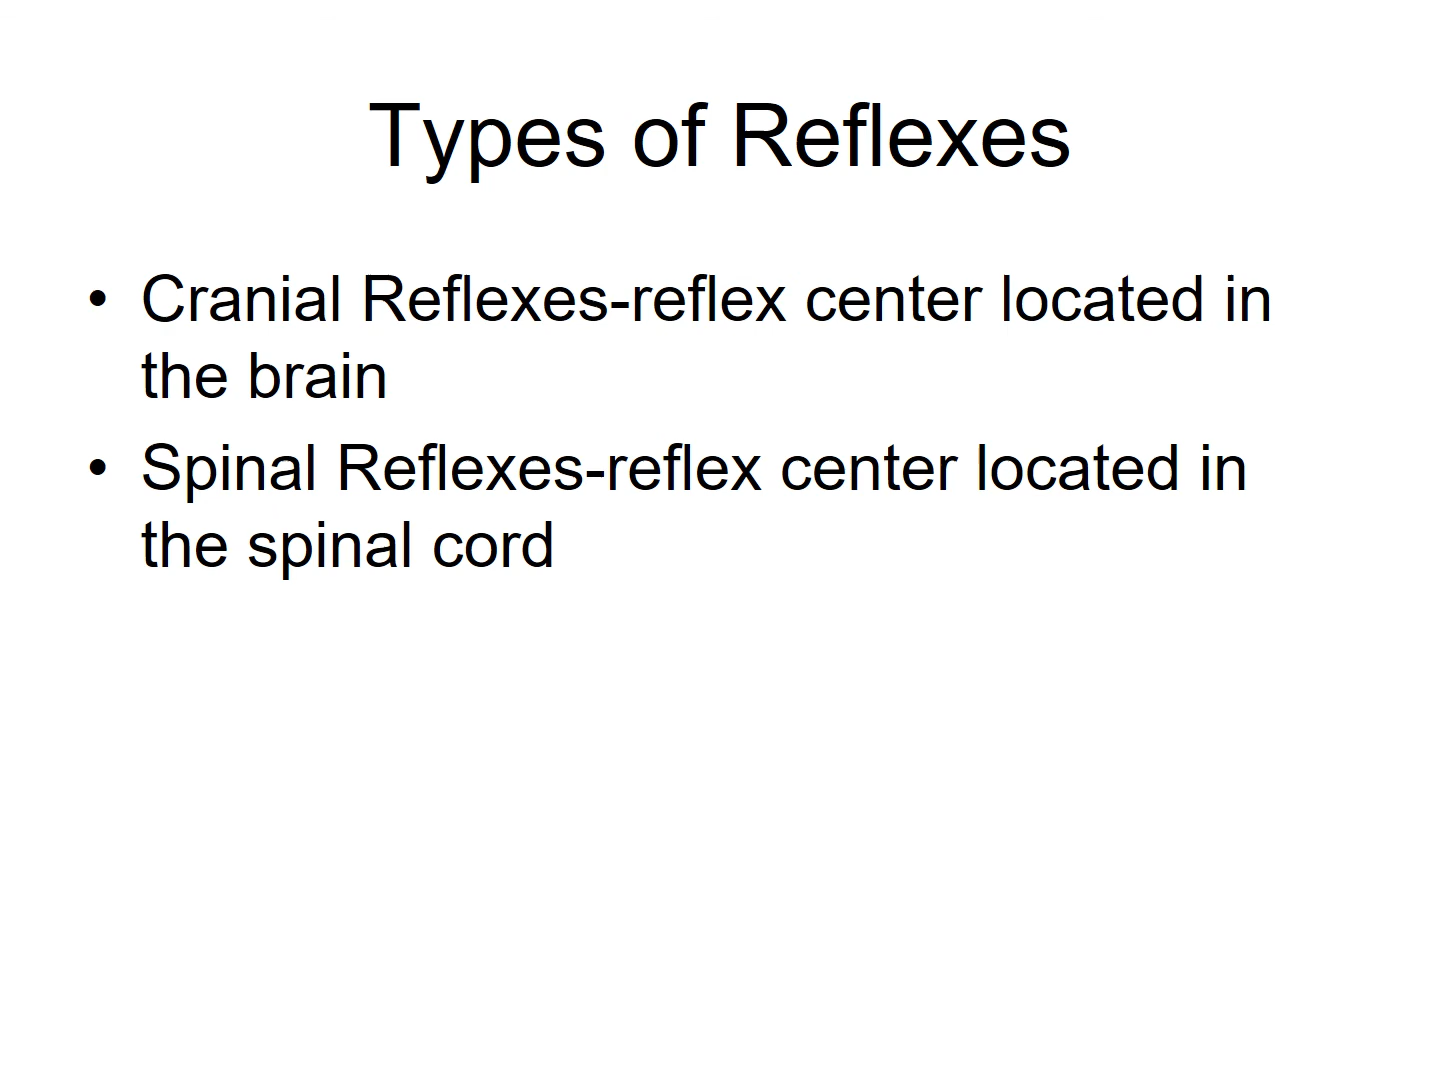 Types of Reflexes
• Cranial Reflexes-reflex center located in
the brain
• Spinal Reflexes-reflex center located in
the spinal cord